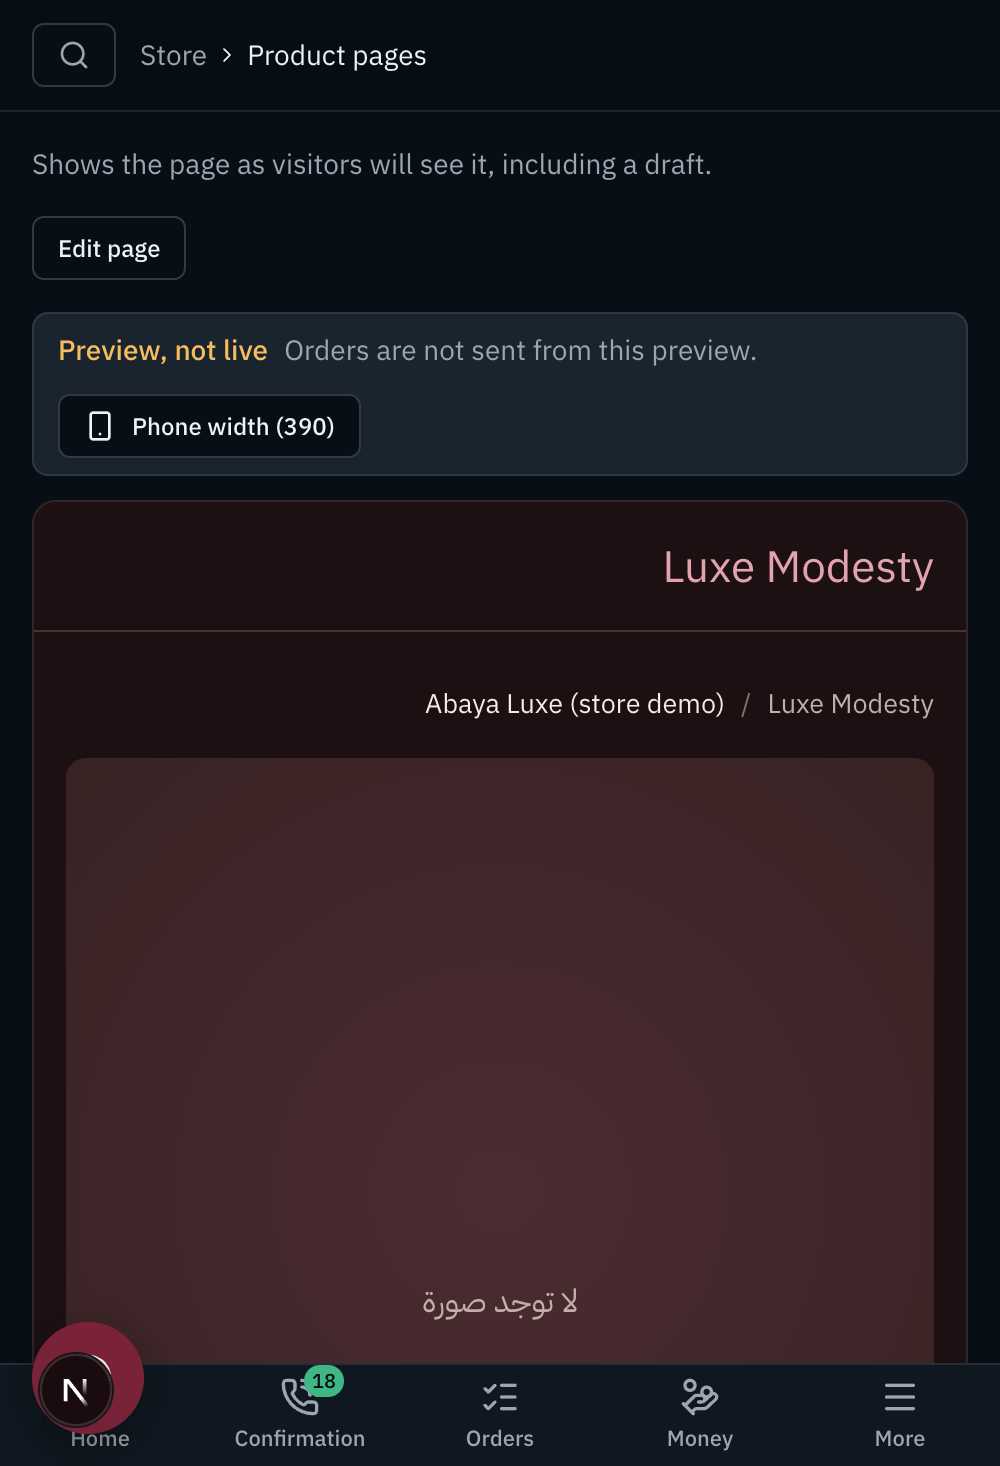 Store > Product pages
Shows the page as visitors will see it, including a draft.
Edit page
Preview, not live Orders are not sent from this preview.
Phone width (390)
Luxe Modesty
Abaya Luxe (store demo) / Luxe Modesty
لا توجد صورة
N
18
Home Confirmation Orders Money More